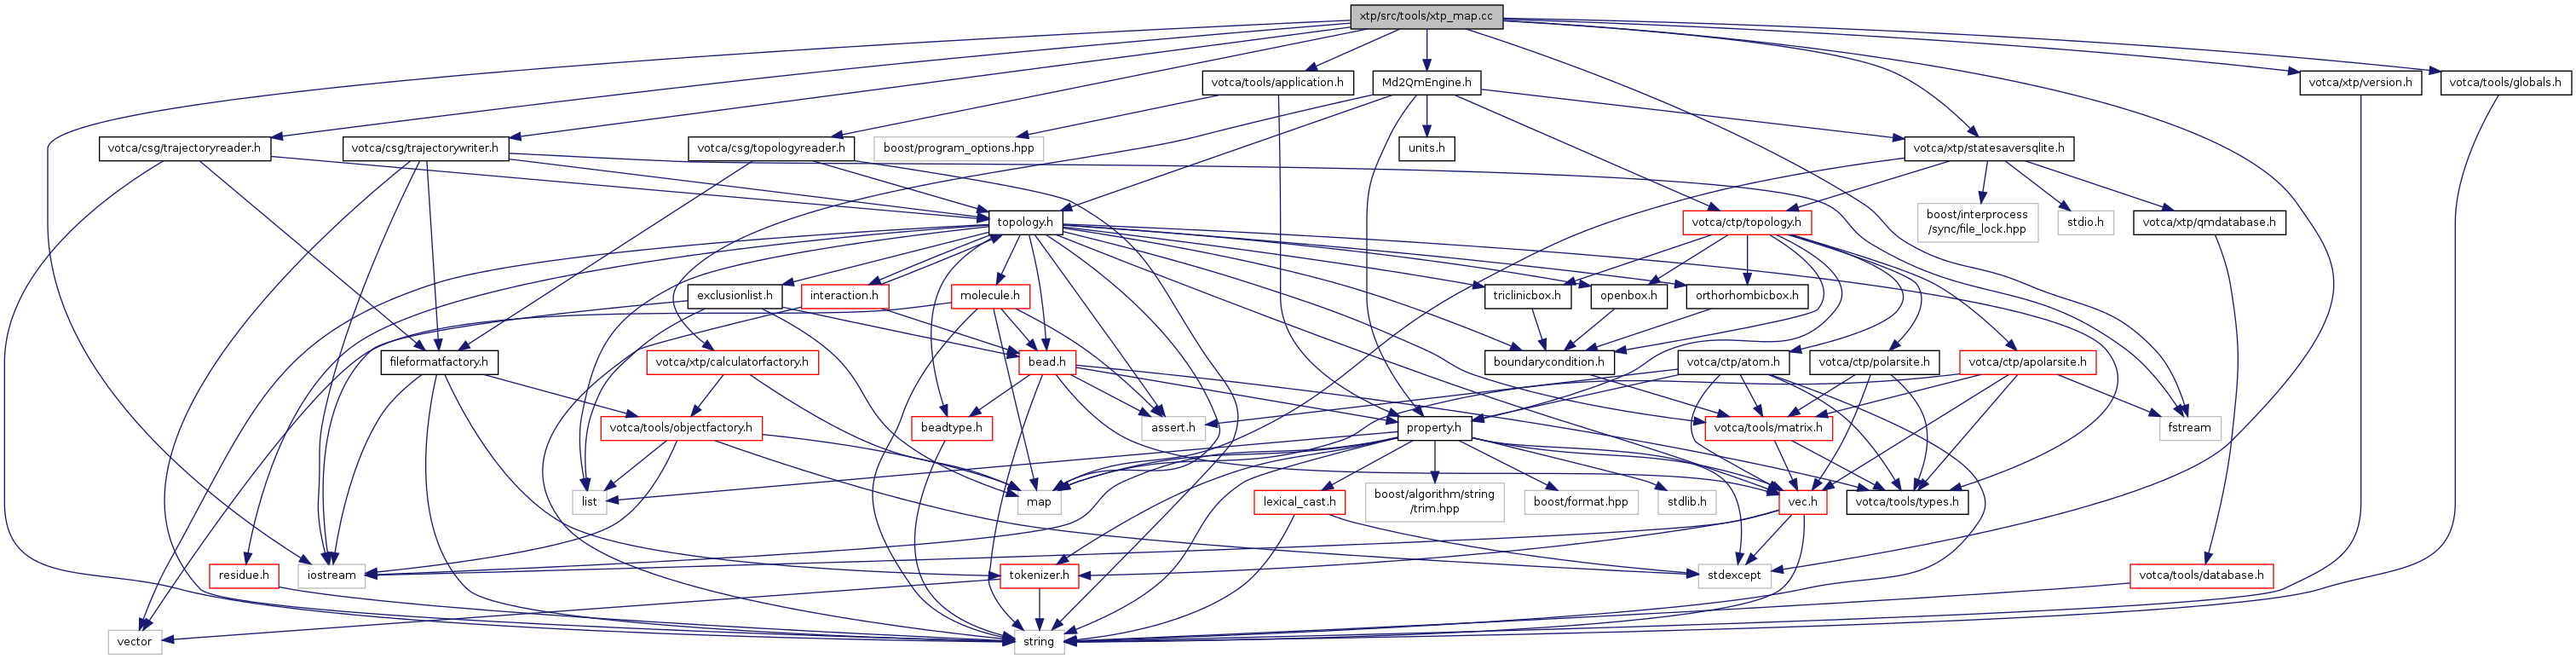 xtp/src/tools/xtp_map.cc
votca/tools/application.h
Md2QmEngine.h
votca/xtp/version.h
votca/tools/globals.h
votca/csg/trajectoryreader.h
votca/csg/trajectorywriter.h
votca/csg/topologyreader.h
boost/program_options.hpp
units.h
votca/xtp/statesaversqlite.h
topology.h
votca/ctp/topology.h
boost/interprocess
/sync/file_lock.hpp
stdio.h
votca/xtp/qmdatabase.h
exclusionlist.h
interaction.h
molecule.h
triclinicbox.h
openbox.h
orthorhombicbox.h
fileformatfactory.h
votca/xtp/calculatorfactory.h
bead.h
boundarycondition.h
votca/ctp/atom.h
votca/ctp/polarsite.h
votca/ctp/apolarsite.h
votca/tools/objectfactory.h
beadtype.h
assert.h
property.h
votca/tools/matrix.h
fstream
list
map
lexical_cast.h
boost/algorithm/string
/trim.hpp
boost/format.hpp
stdlib.h
vec.h
votca/tools/types.h
residue.h
iostream
tokenizer.h
stdexcept
votca/tools/database.h
vector
string